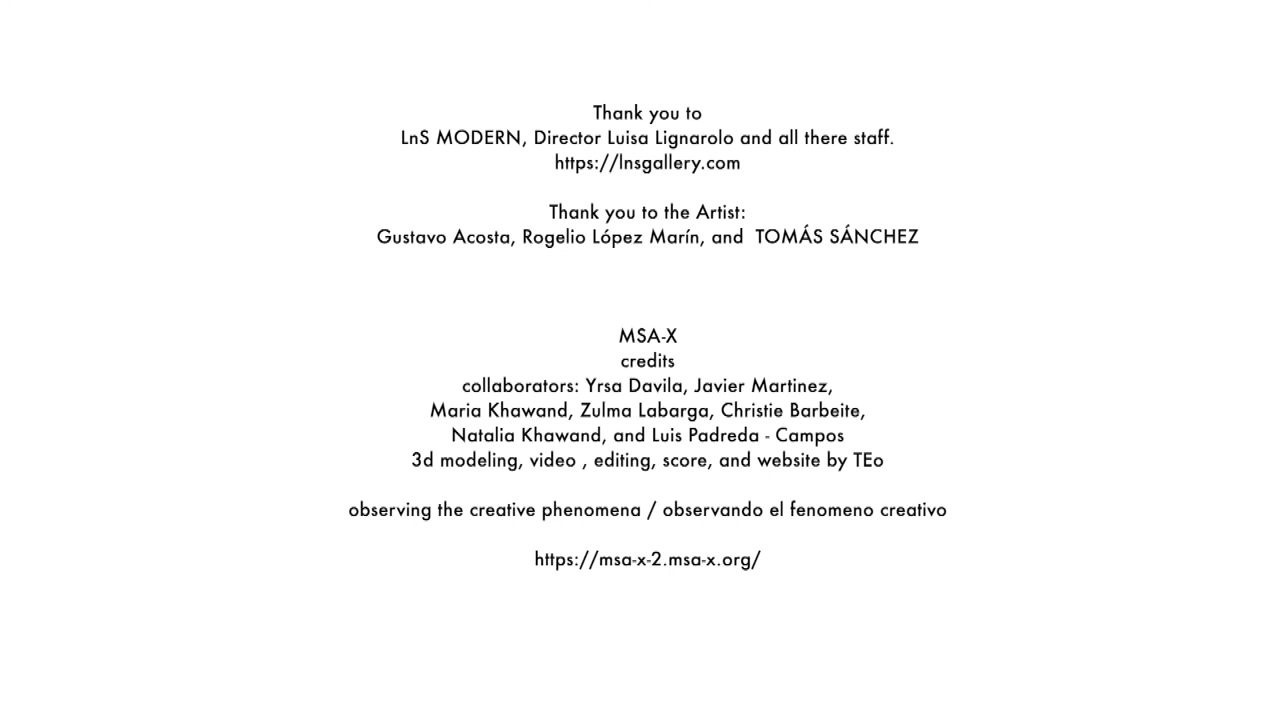 Thank you to
LnS MODERN, Director Luisa Lignarolo and all there staff.
https://lnsgallery.com
Thank you to the Artist:
Gustavo Acosta, Rogelio López Marín, and  TOMÁS SÁNCHEZ
MSA-X
credits
collaborators: Yrsa Davila, Javier Martinez,
Maria Khawand, Zulma Labarga, Christie Barbeite,
Natalia Khawand, and Luis Padreda - Campos
3d modeling, video , editing, score, and website by TEo
observing the creative phenomena / observando el fenomeno creativo
https://msa-x-2.msa-x.org/